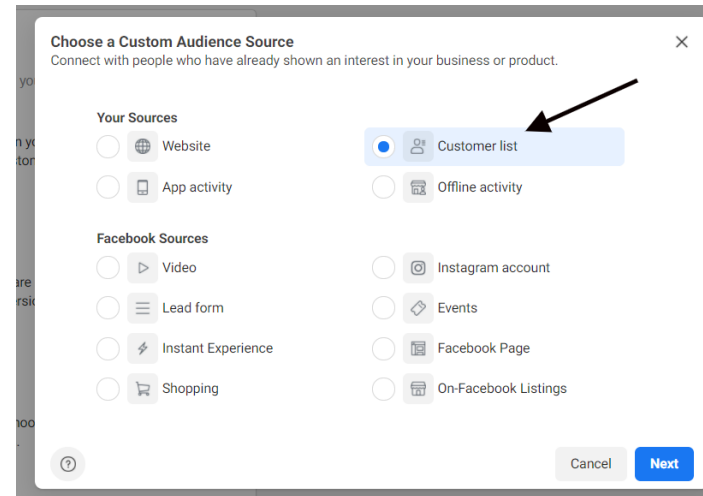 Choose a Custom Audience Source
Connect with people who have already shown an interest in your business or product.
Your Sources
Website
Customer list
App activity
Offline activity
Facebook Sources
Video
Instagram account
Lead form
Events
Instant Experience
Facebook Page
Shopping
On-Facebook Listings
Cancel
Next